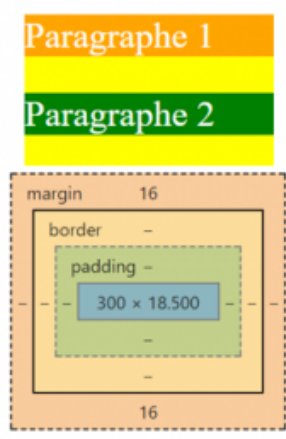 Paragraphe 1
Paragraphe 2
margin 16
border –
padding –
– – – 300 × 18.500 – – –
–
–
16